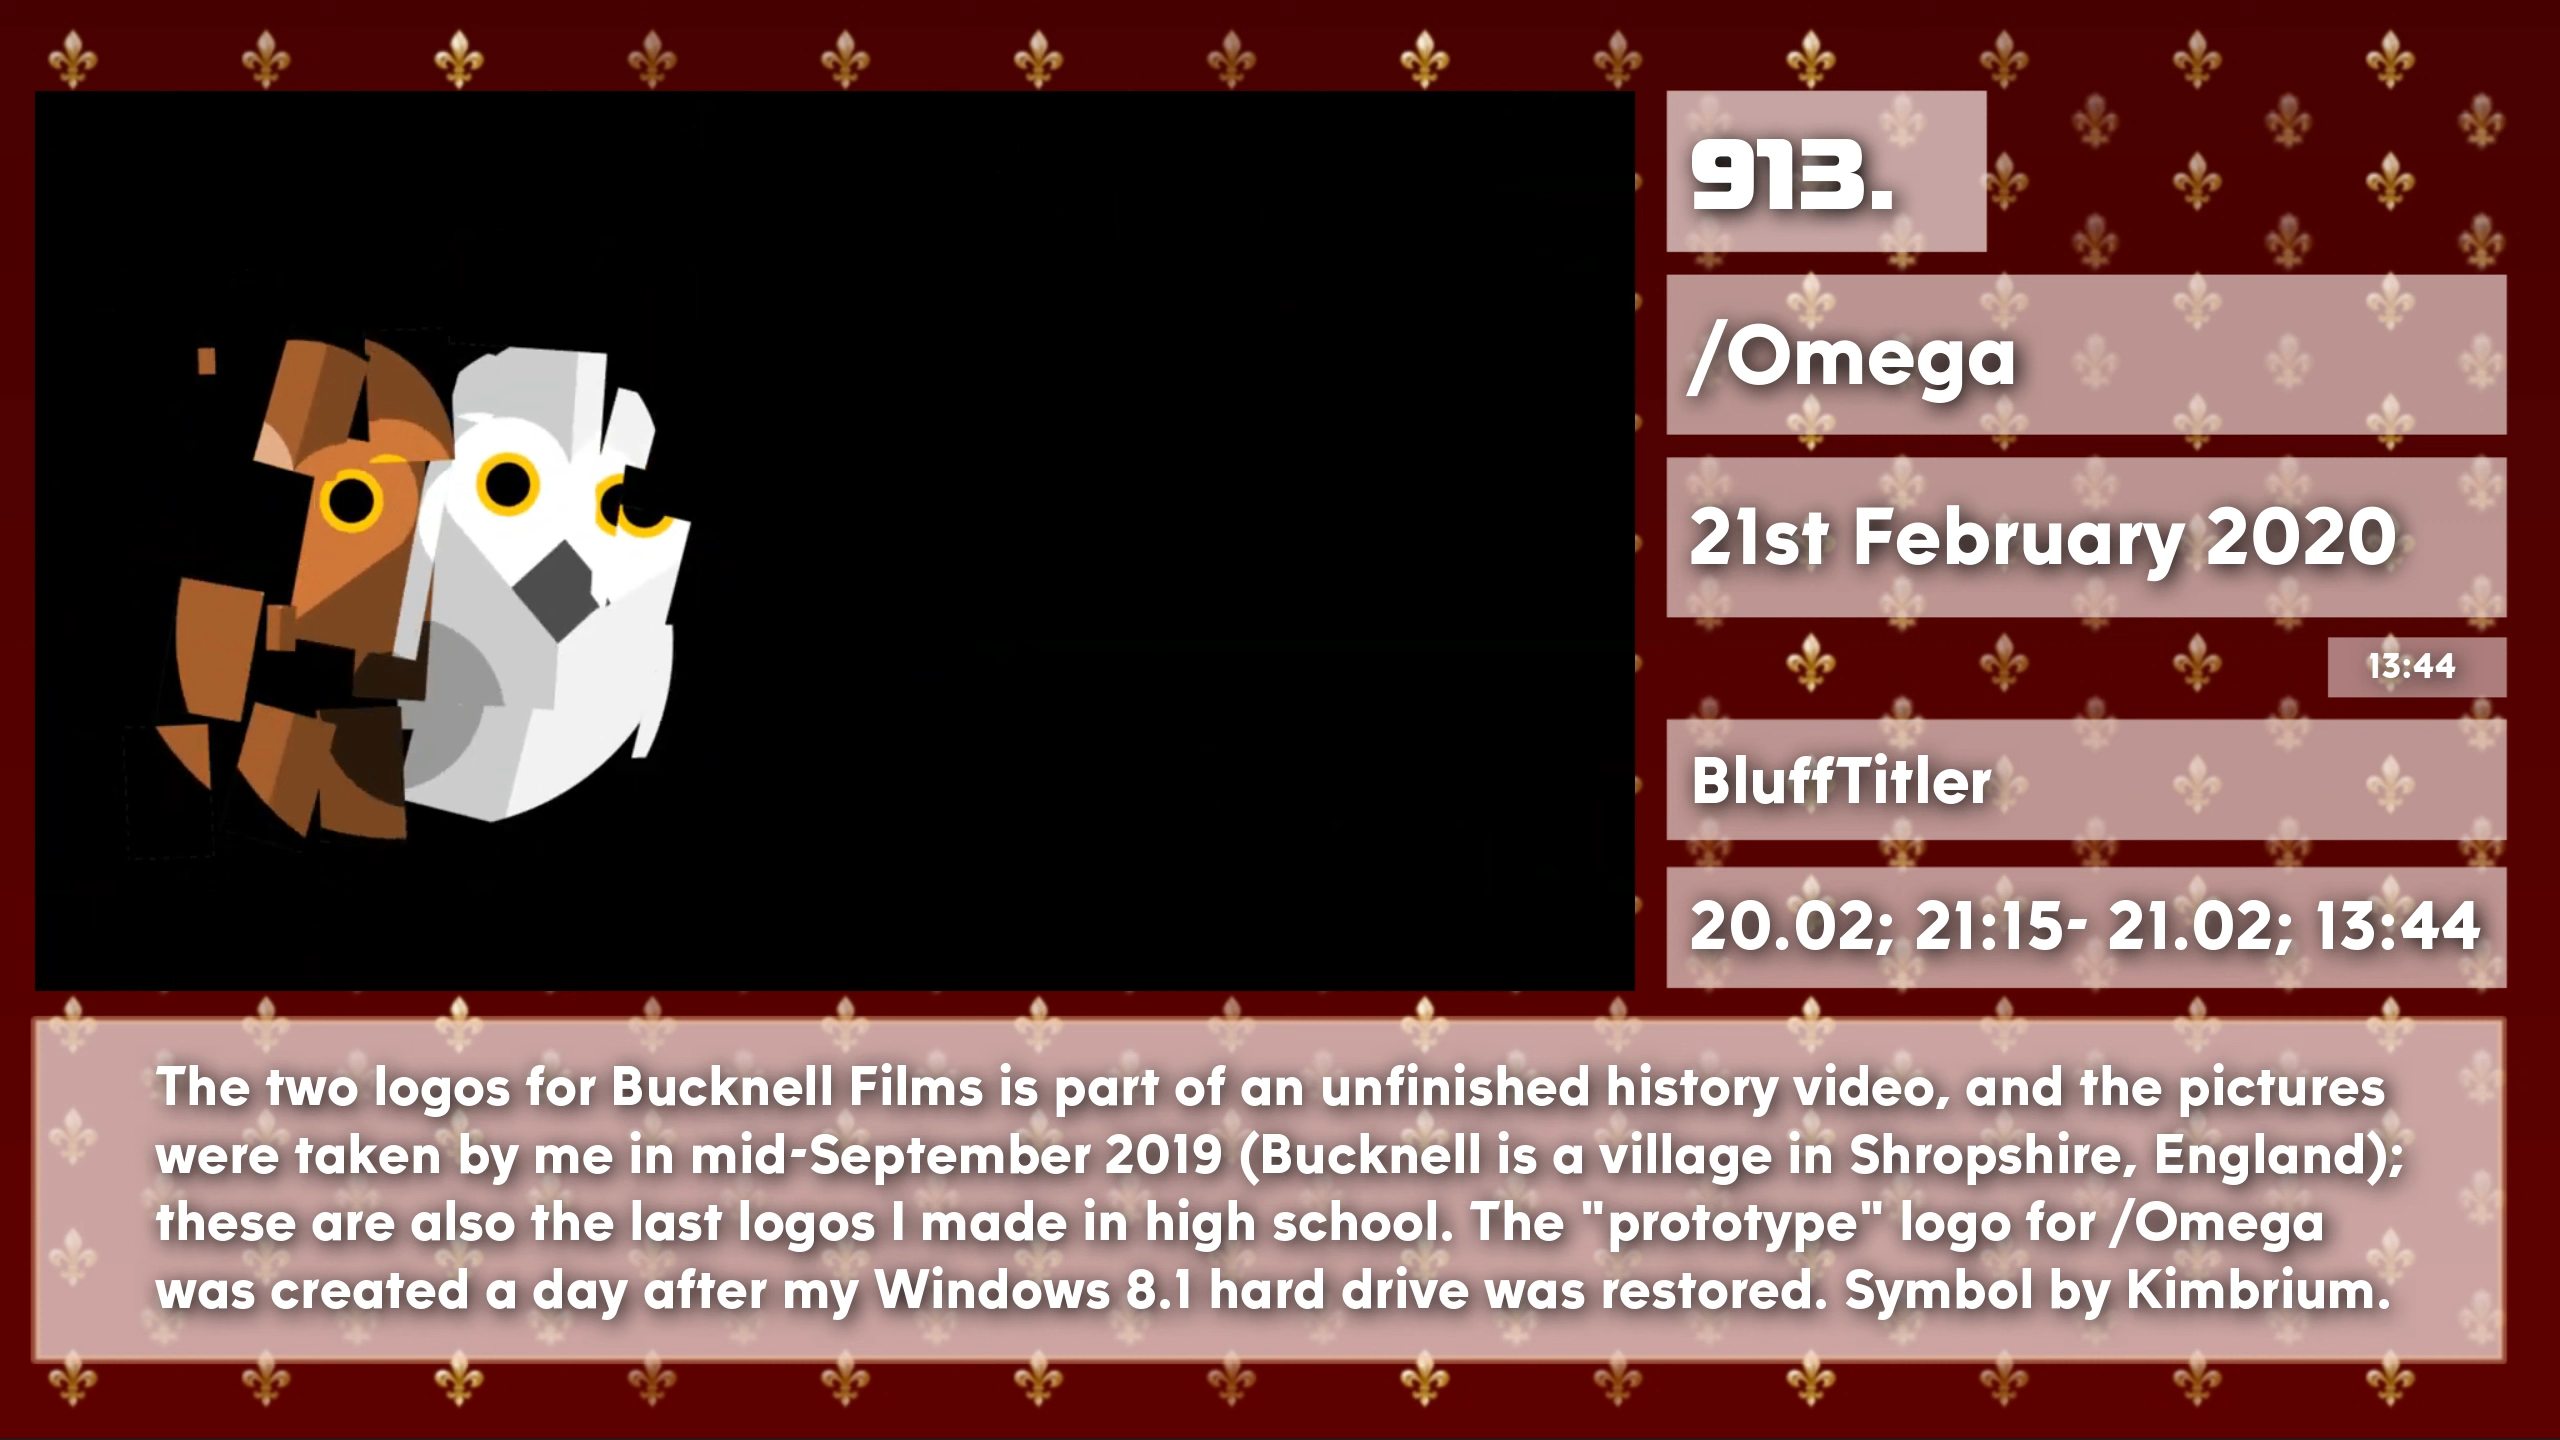 913.
/Omega
21st February 2020
13:44
BluffTitler
20.02; 21:15- 21.02; 13:44
The two logos for Bucknell Films is part of an unfinished history video, and the pictures
were taken by me in mid-September 2019 (Bucknell is a village in Shropshire, England);
these are also the last logos I made in high school. The "prototype" logo for /Omega
was created a day after my Windows 8.1 hard drive was restored. Symbol by Kimbrium.